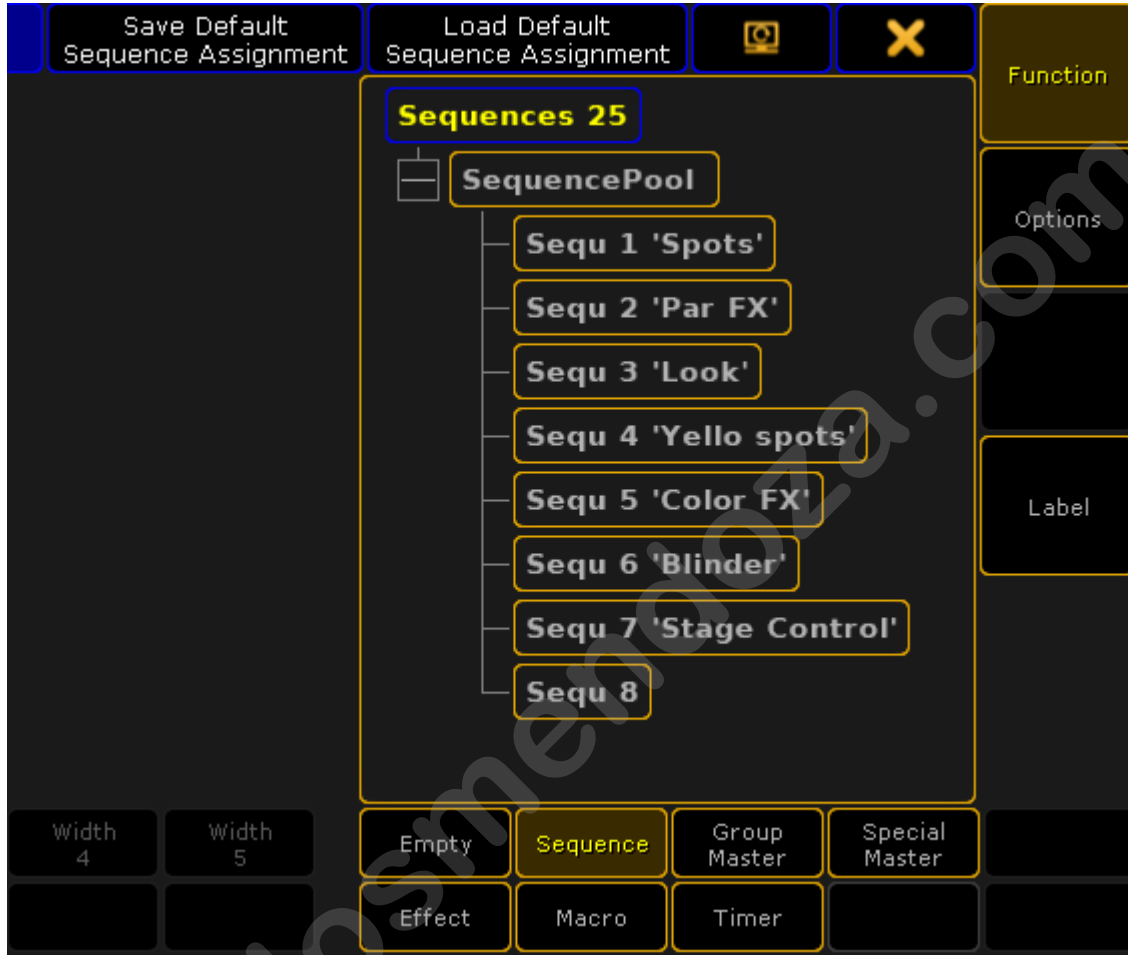 Save Default
Sequence Assignment
Load Default
Sequence Assignment
Function
Sequences 25
SequencePool
Options
Sequ 1 'Spots'
Sequ 2 'Par FX'
Sequ 3 'Look'
Sequ 4 'Yello spots'
Sequ 5 'Color FX'
Label
Sequ 6 'Blinder'
Sequ 7 'Stage Control'
Sequ 8
Width
4
Width
5
Empty
Sequence
Group
Master
Special
Master
Effect
Macro
Timer
osmendoza.com